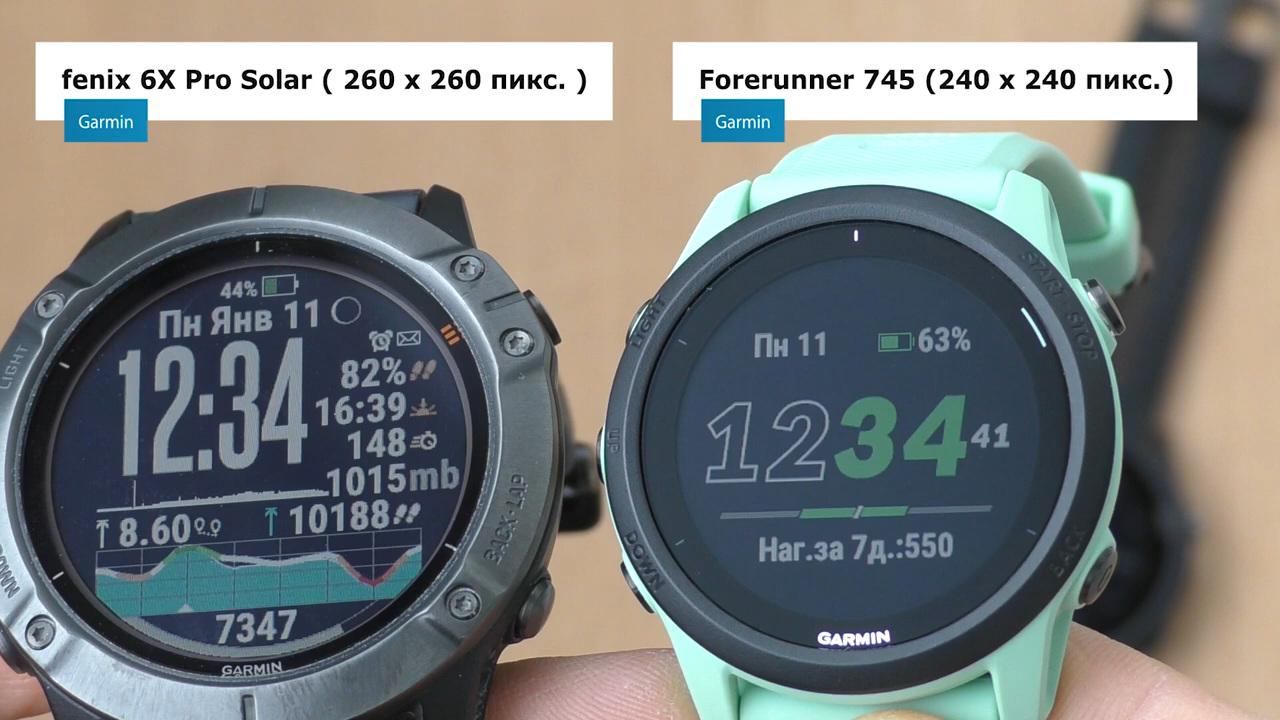 fenix 6X Pro Solar ( 260 x 260 пикс. )
Garmin
Forerunner 745 (240 x 240 пикс.)
Garmin
44%
Пн Янв 11
12:34
82%
16:39
148
1015mb
8.60
10188
7347
GARMIN
LIGHT
DOWN
BACK·LAP
Пн 11
63%
12 34 41
Наг.за 7д.:550
GARMIN
LIGHT
UP
DOWN
START STOP
BACK